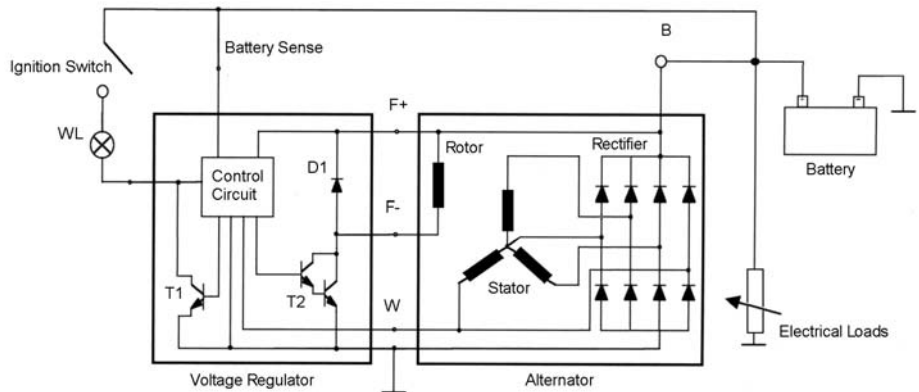 B
Battery Sense
Ignition Switch
F+
WL
Rotor
Rectifier
D1
Control
Circuit
Battery
F-
T1
T2
W
Stator
Electrical Loads
Voltage Regulator
Alternator